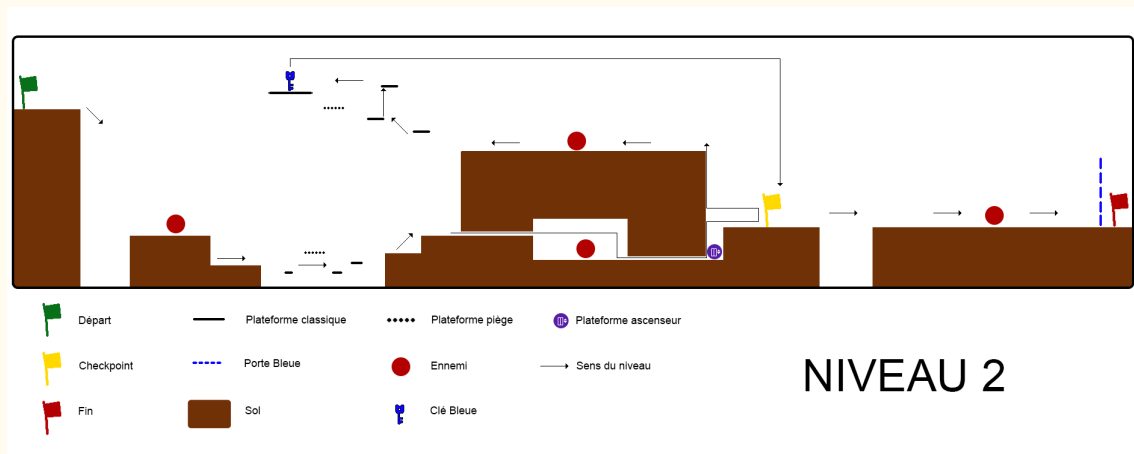 Départ
Plateforme classique
Plateforme piège
Plateforme ascenseur
Checkpoint
Porte Bleue
Ennemi
Sens du niveau
Fin
Sol
Clé Bleue
NIVEAU 2